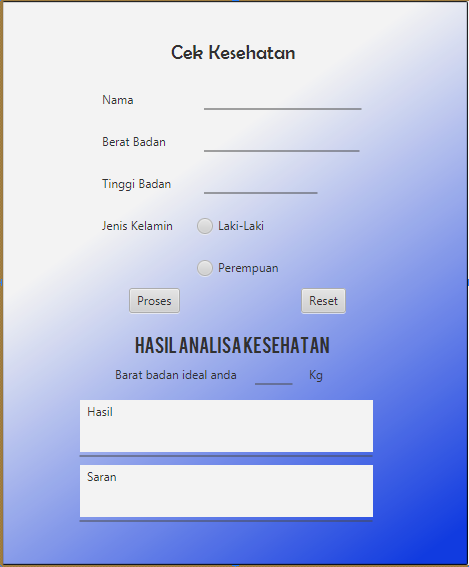 Cek Kesehatan
Nama
Berat Badan
Tinggi Badan
Jenis Kelamin Laki-Laki
Perempuan
Proses Reset
HASIL ANALISA KESEHATAN
Barat badan ideal anda Kg
Hasil
Saran